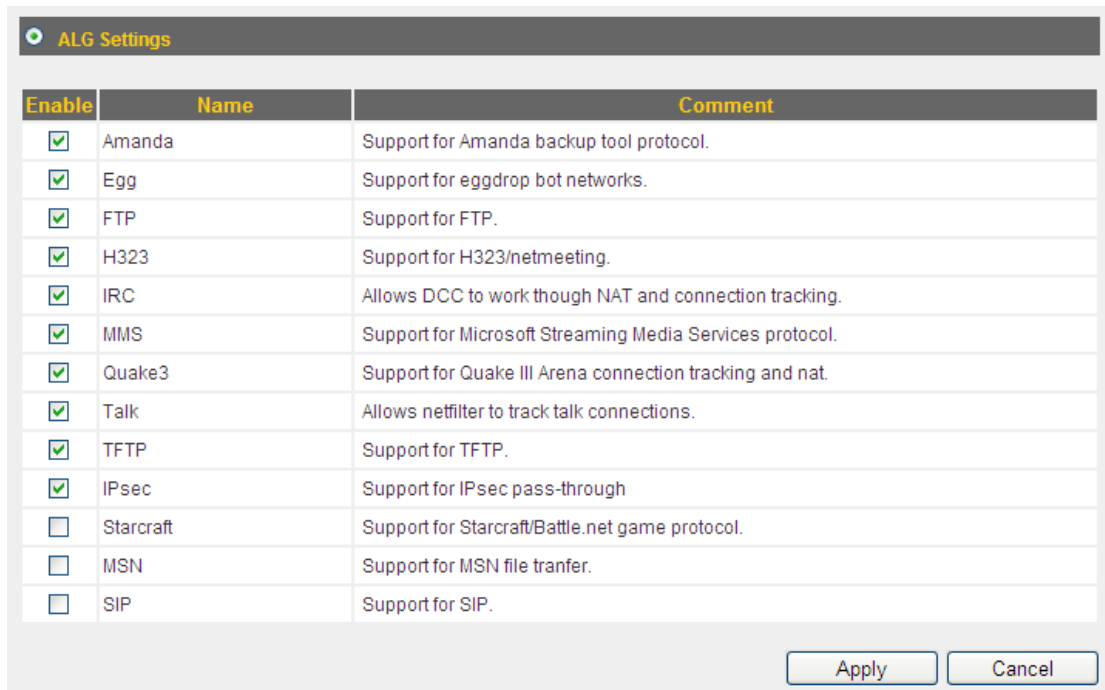 ALG Settings
Enable Name Comment
Amanda Support for Amanda backup tool protocol.
Egg Support for eggdrop bot networks.
FTP Support for FTP.
H323 Support for H323/netmeeting.
IRC Allows DCC to work though NAT and connection tracking.
MMS Support for Microsoft Streaming Media Services protocol.
Quake3 Support for Quake III Arena connection tracking and nat.
Talk Allows netfilter to track talk connections.
TFTP Support for TFTP.
IPsec Support for IPsec pass-through
Starcraft Support for Starcraft/Battle.net game protocol.
MSN Support for MSN file tranfer.
SIP Support for SIP.
Apply Cancel